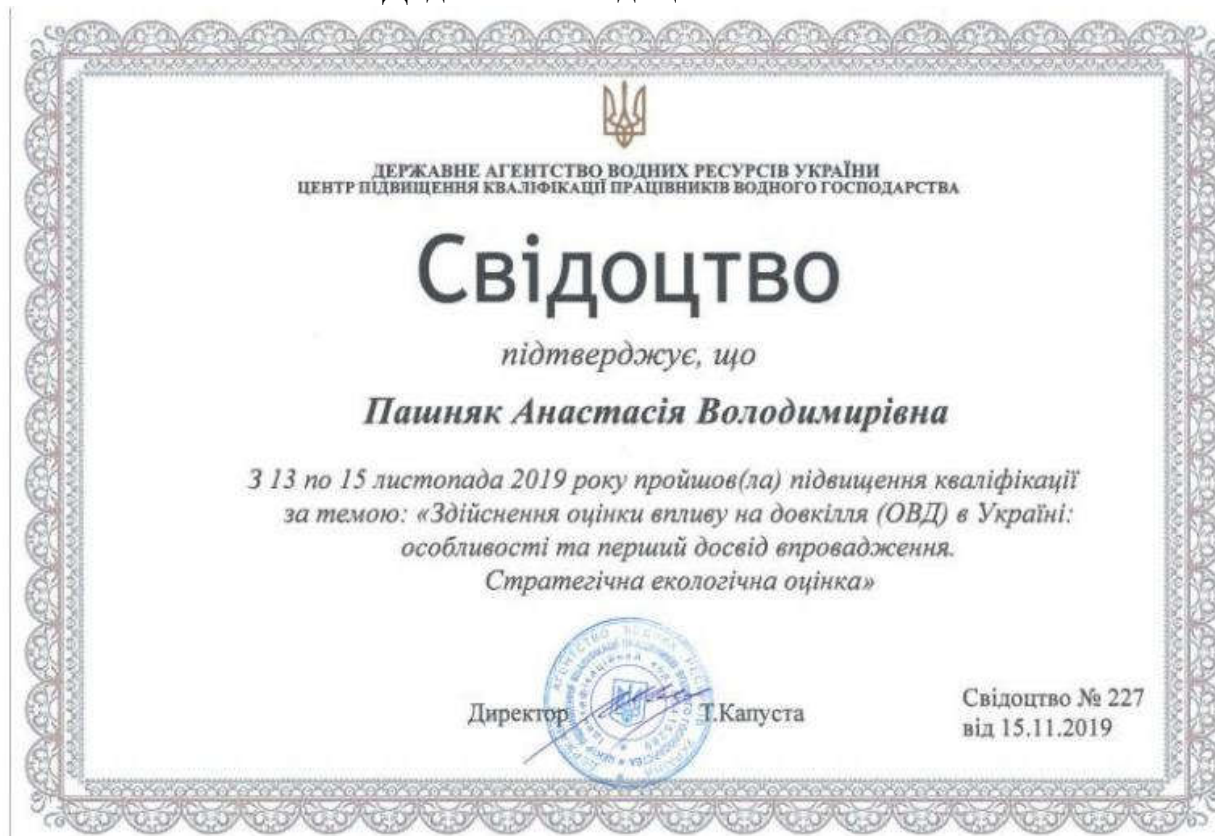 ДЕРЖАВНЕ АГЕНТСТВО ВОДНИХ РЕСУРСІВ УКРАЇНИ
ЦЕНТР ПІДВИЩЕННЯ КВАЛІФІКАЦІЇ ПРАЦІВНИКІВ ВОДНОГО ГОСПОДАРСТВА
Свідоцтво
підтверджує, що
Пашняк Анастасія Володимирівна
З 13 по 15 листопада 2019 року пройшов(ла) підвищення кваліфікації
за темою: «Здійснення оцінки впливу на довкілля (ОВД) в Україні:
особливості та перший досвід впровадження.
Стратегічна екологічна оцінка»
Директор Т.Капуста
Свідоцтво № 227
від 15.11.2019